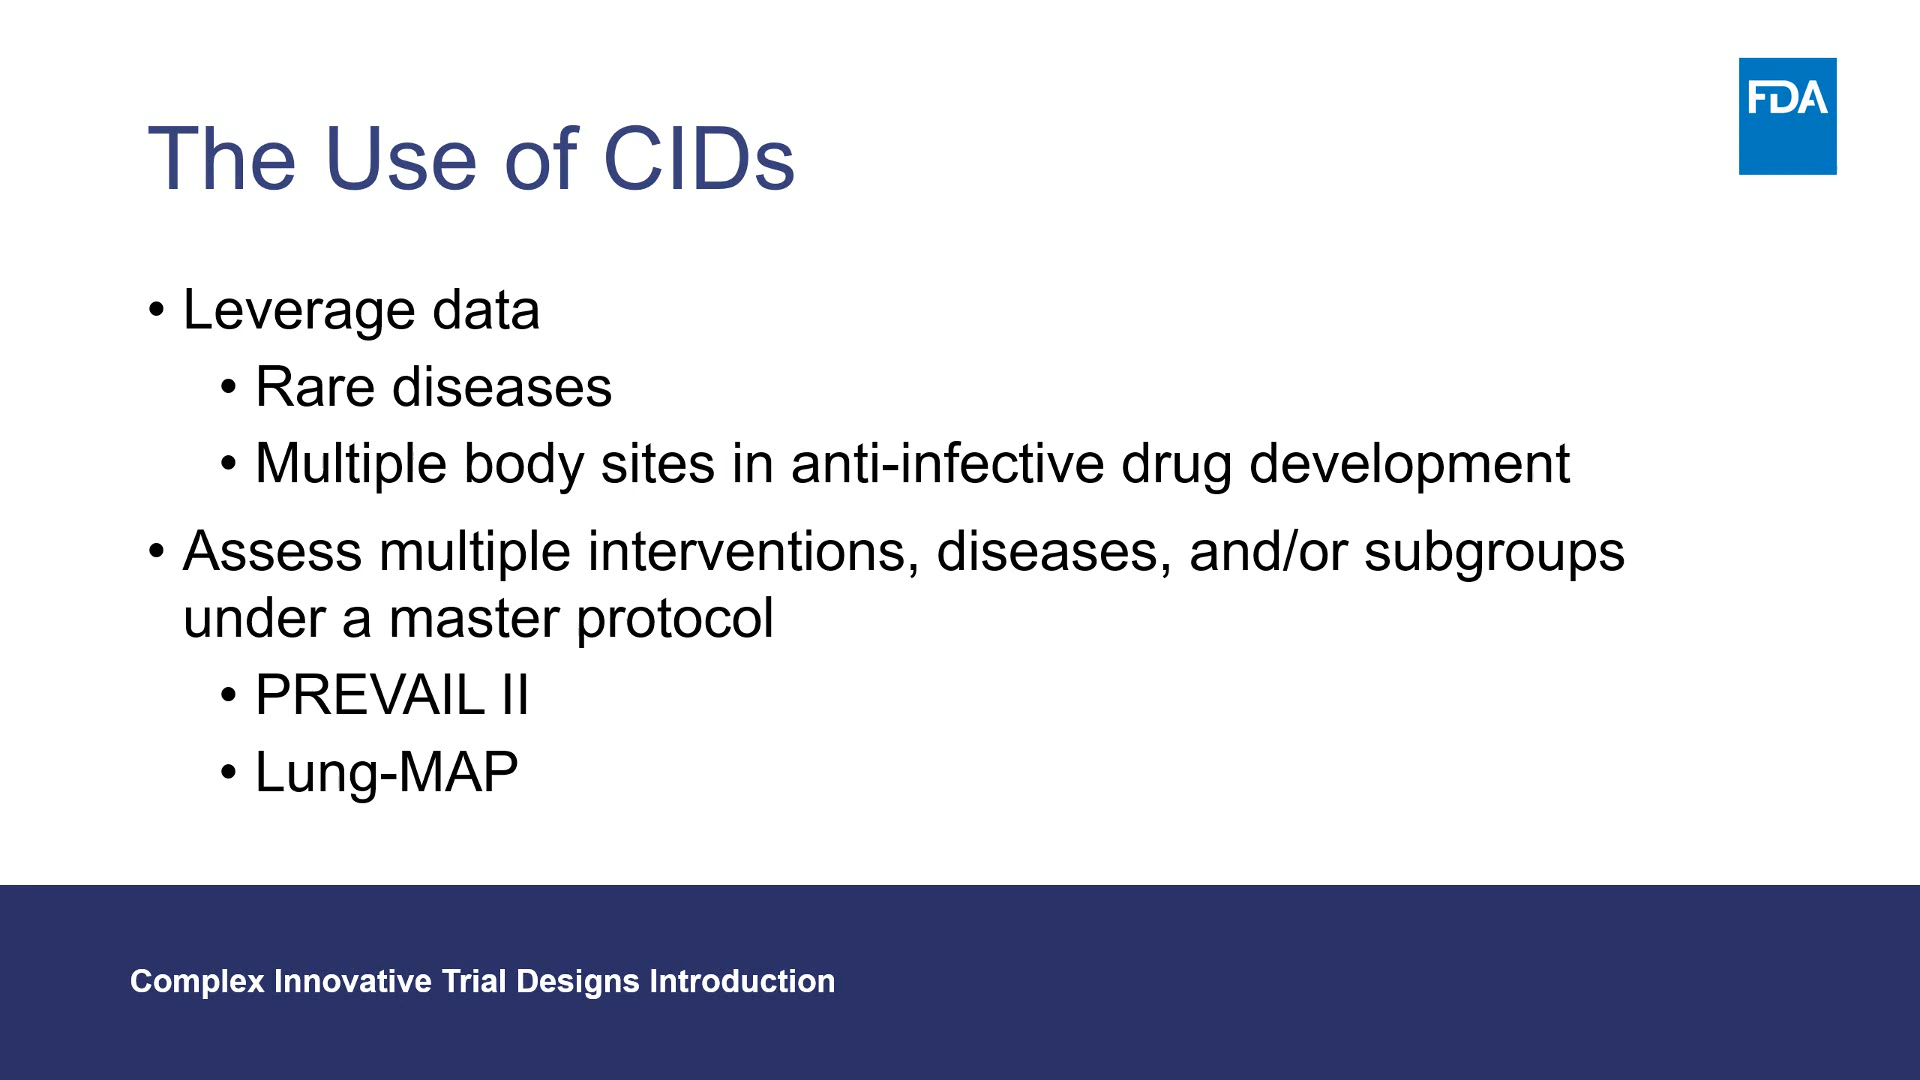 FDA
The Use of CIDs
• Leverage data
• Rare diseases
• Multiple body sites in anti-infective drug development
• Assess multiple interventions, diseases, and/or subgroups
under a master protocol
• PREVAIL II
• Lung-MAP
Complex Innovative Trial Designs Introduction